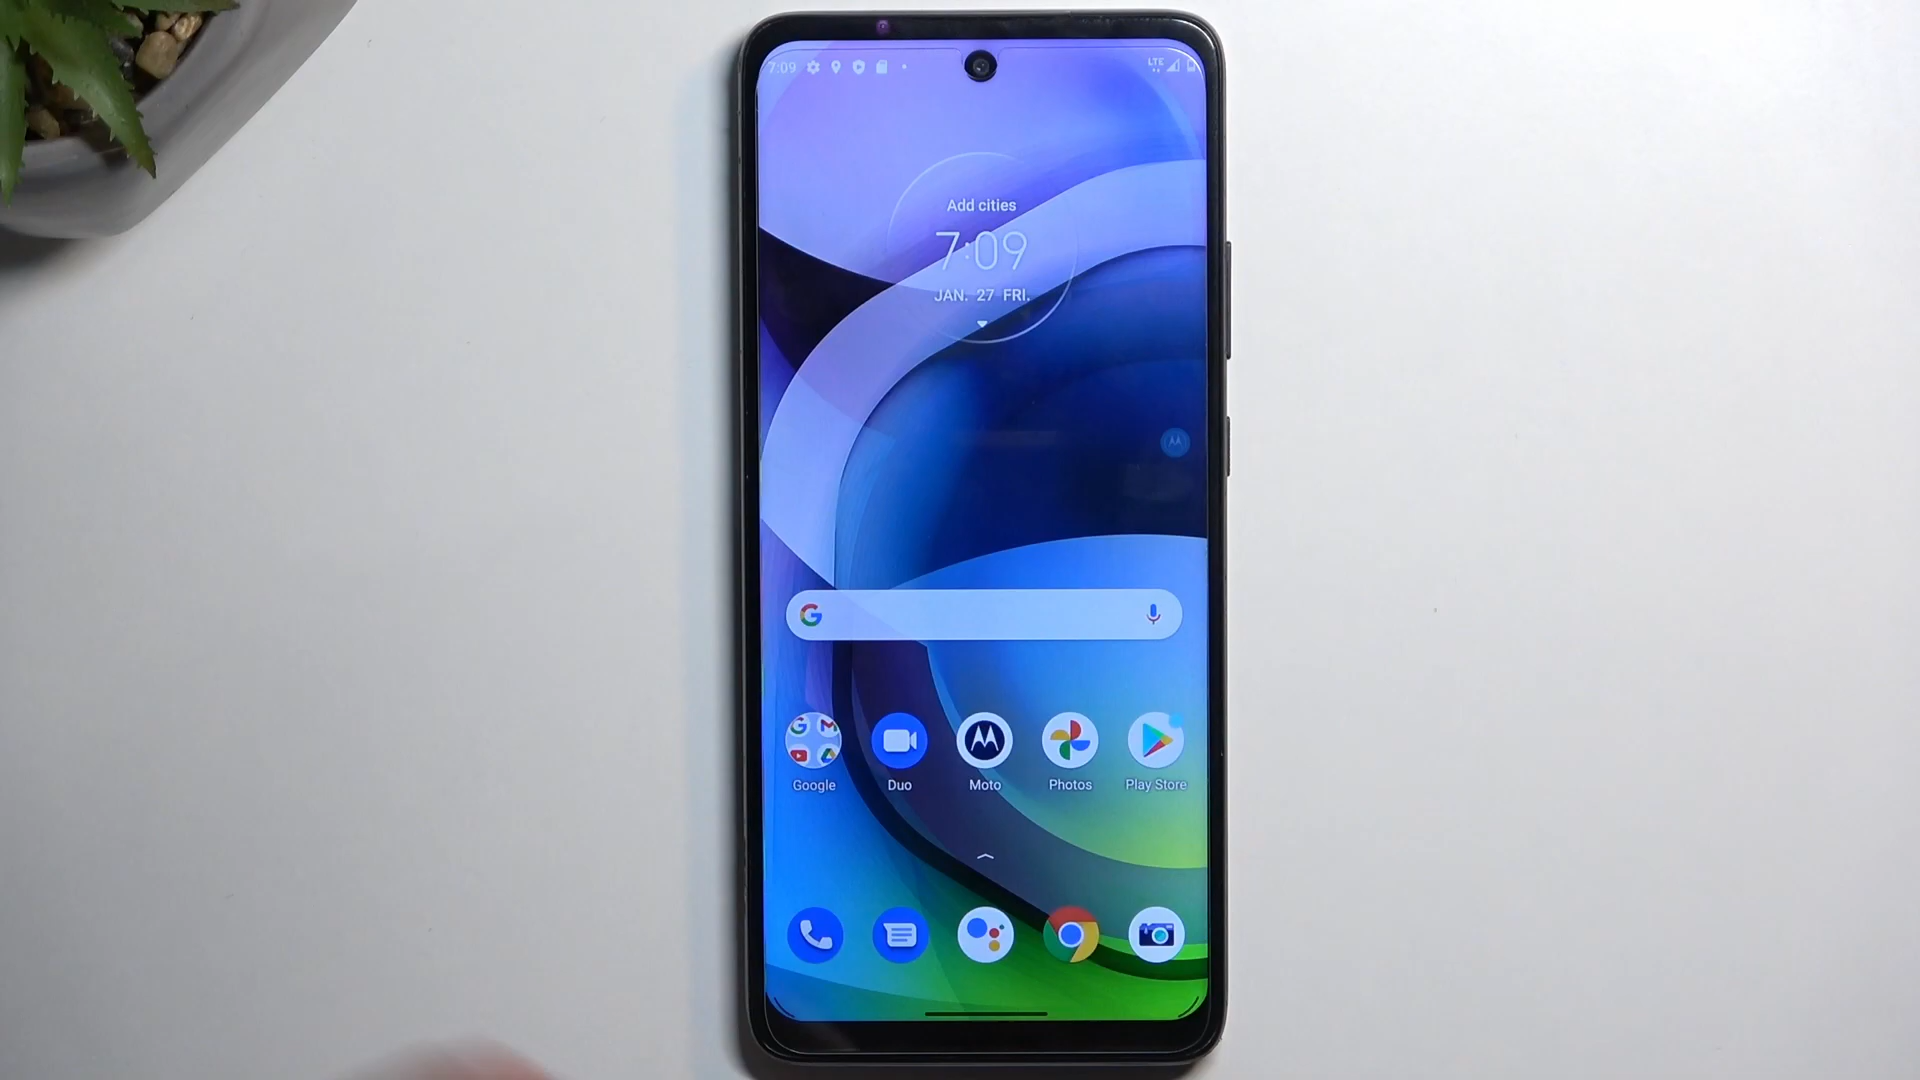 7:09
LTE
Add cities
7:09
JAN. 27 FRI.
Google Duo Moto Photos Play Store